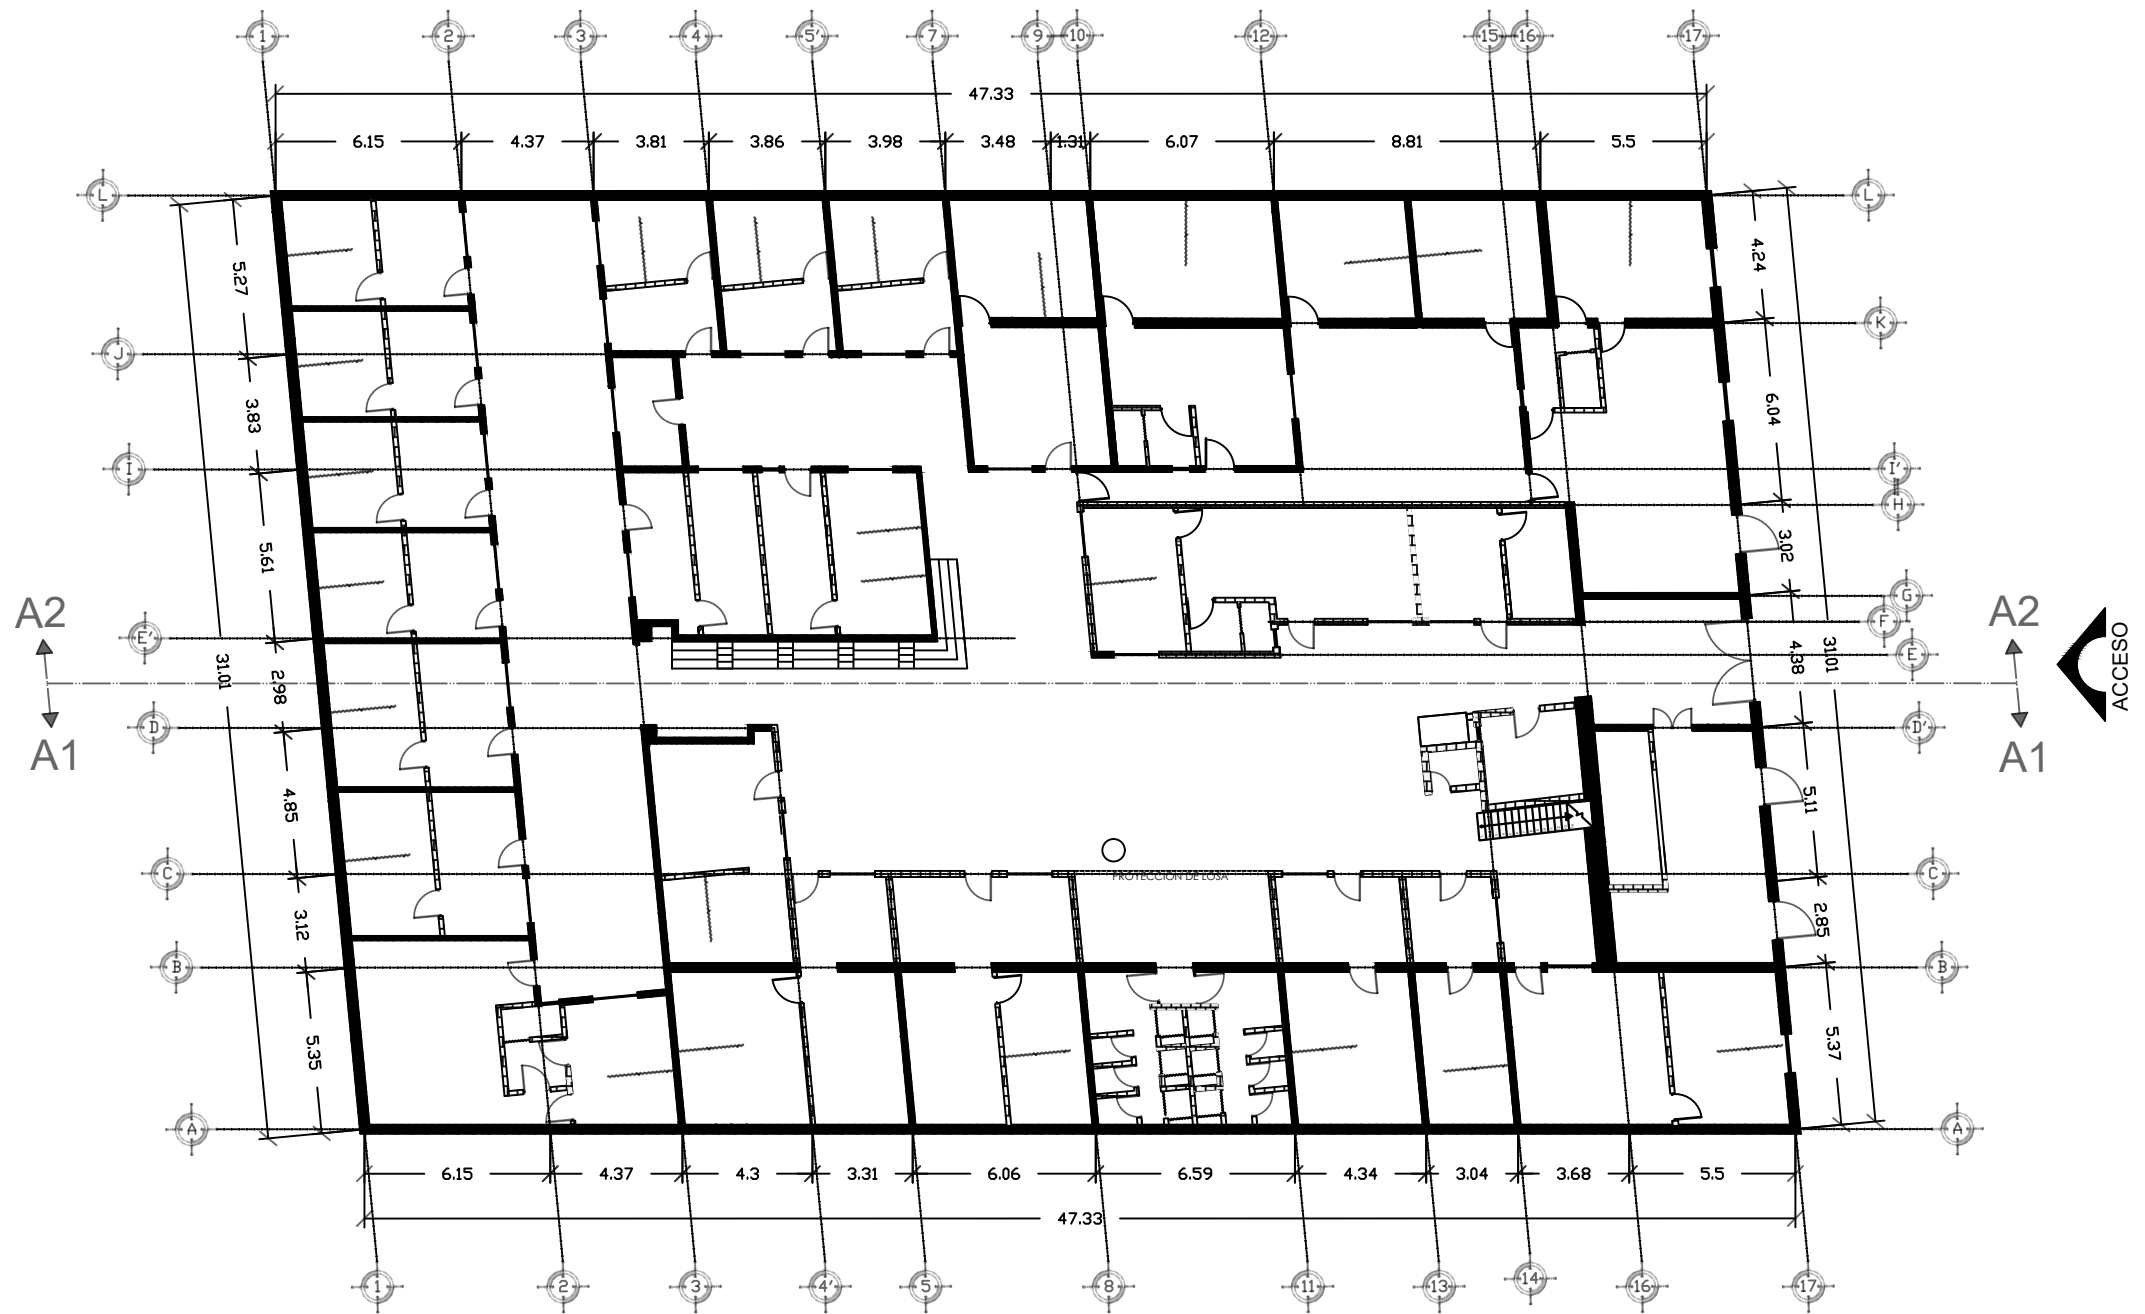 1 2 3 4 5' 7 9 10 12 15 16 17
47.33
6.15 4.37 3.81 3.86 3.98 3.48 1.31 6.07 8.81 5.5
L L
5.27 4.24
K
J
3.83 6.04
I I'
H
5.61 3.02
G
A2 F A2
E' E
31.01 4.38 31.01
ACCESO
2.98
D D'
A1 A1
4.85 5.11
C PROYECCION DE LOSA C
3.12 2.85
B B
5.35 5.37
A A
6.15 4.37 4.3 3.31 6.06 6.59 4.34 3.04 3.68 5.5
47.33
1 2 3 4' 5 8 11 13 14 16 17